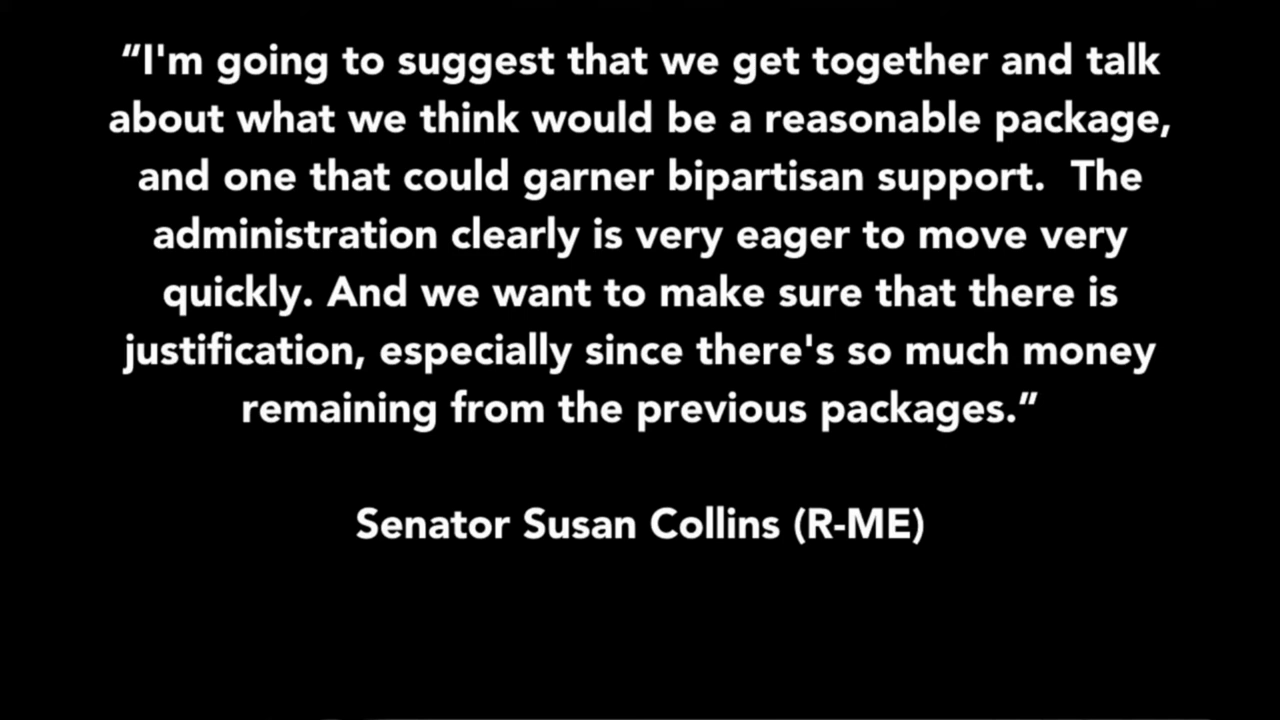 “I'm going to suggest that we get together and talk
about what we think would be a reasonable package,
and one that could garner bipartisan support.  The
administration clearly is very eager to move very
quickly. And we want to make sure that there is
justification, especially since there's so much money
remaining from the previous packages.”
Senator Susan Collins (R-ME)